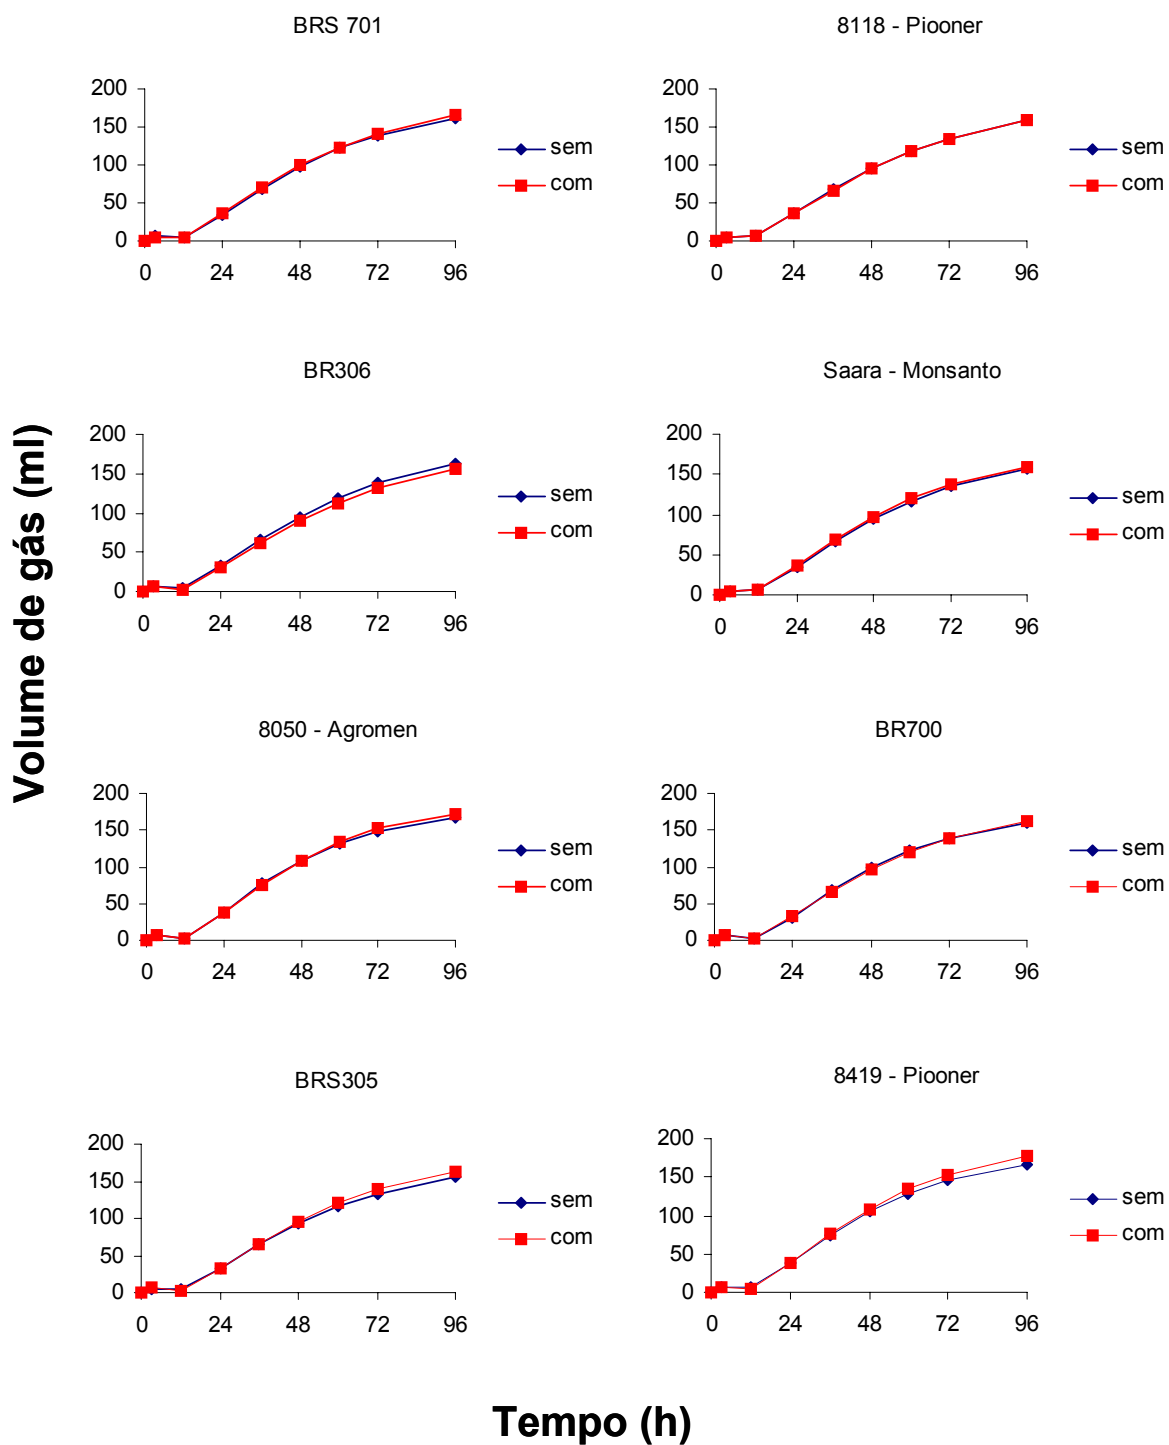 BRS 701
200
150
100
50
0
0 24 48 72 96
sem
com
8118 - Piooner
200
150
100
50
0
0 24 48 72 96
sem
com
BR306
200
150
100
50
0
0 24 48 72 96
sem
com
Saara - Monsanto
200
150
100
50
0
0 24 48 72 96
sem
com
Volume de gás (ml)
8050 - Agromen
200
150
100
50
0
0 24 48 72 96
sem
com
BR700
200
150
100
50
0
0 24 48 72 96
sem
com
BRS305
200
150
100
50
0
0 24 48 72 96
sem
com
8419 - Piooner
200
150
100
50
0
0 24 48 72 96
sem
com
Tempo (h)